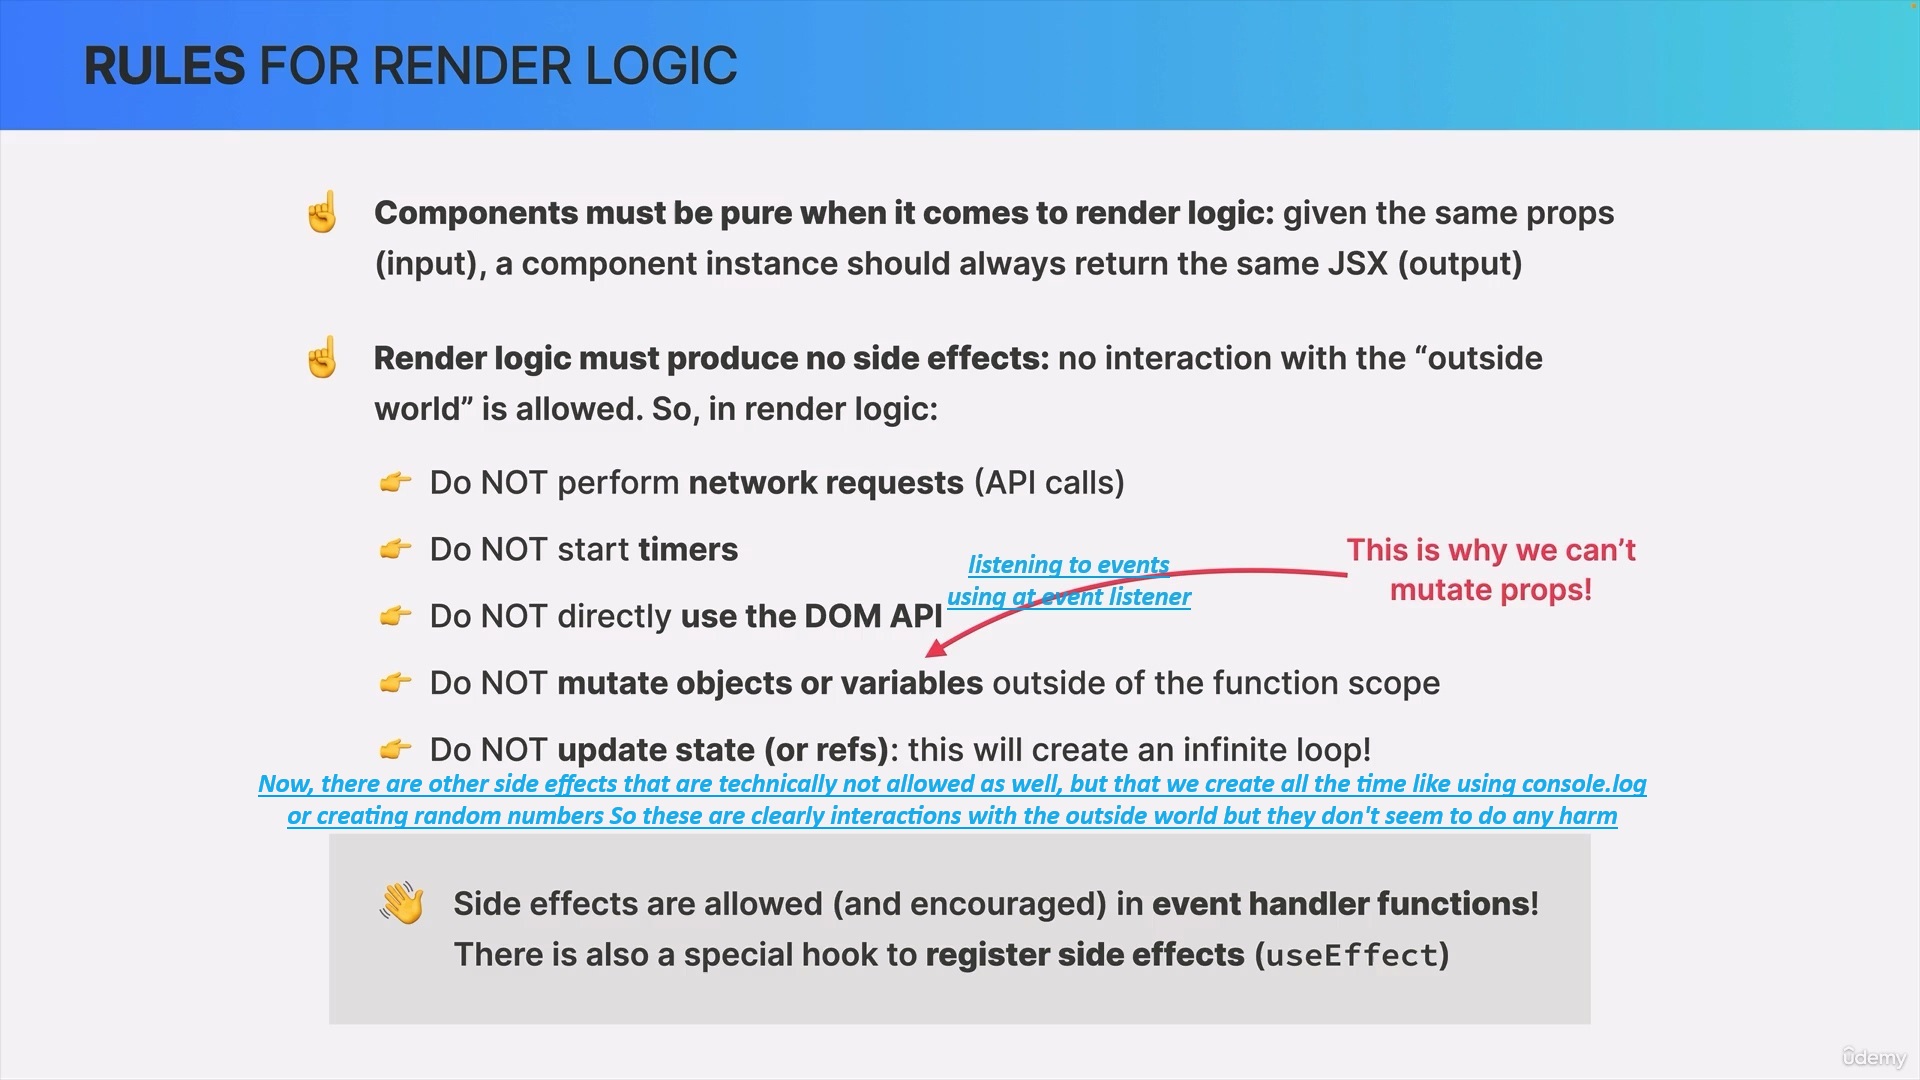 RULES FOR RENDER LOGIC
Components must be pure when it comes to render logic: given the same props
(input), a component instance should always return the same JSX (output)
Render logic must produce no side effects: no interaction with the “outside
world” is allowed. So, in render logic:
Do NOT perform network requests (API calls)
Do NOT start timers
listening to events
using at event listener
This is why we can’t
mutate props!
Do NOT directly use the DOM API
Do NOT mutate objects or variables outside of the function scope
Do NOT update state (or refs): this will create an infinite loop!
Now, there are other side effects that are technically not allowed as well, but that we create all the time like using console.log
or creating random numbers So these are clearly interactions with the outside world but they don't seem to do any harm
Side effects are allowed (and encouraged) in event handler functions!
There is also a special hook to register side effects (useEffect)
ûdemy